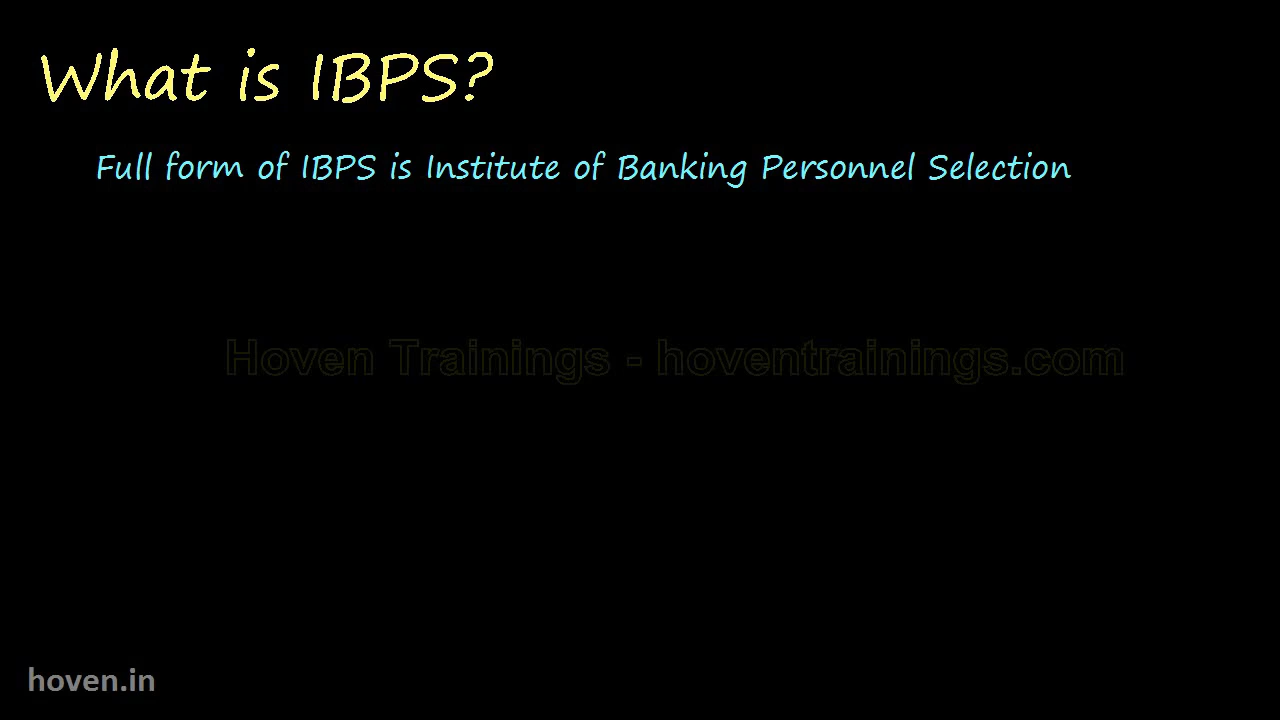 What is IBPS?
Full form of IBPS is Institute of Banking Personnel Selection
Hoven Trainings - hoventrainings.com
hoven.in